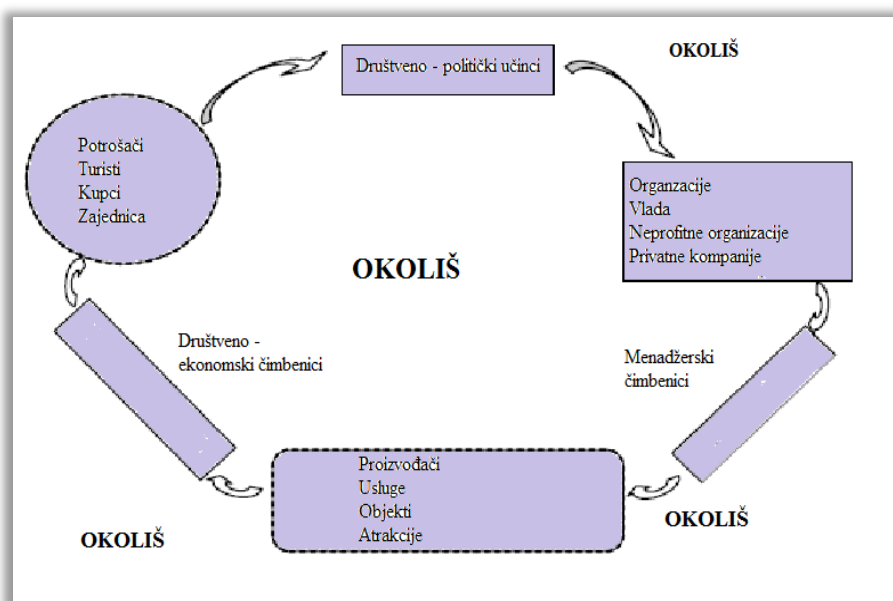 OKOLIŠ
Društveno - politički učinci
Potrošači
Turisti
Kupci
Zajednica
Organzacije
Vlada
Neprofitne organizacije
Privatne kompanije
OKOLIŠ
Društveno -
ekonomski čimbenici
Menadžerski
čimbenici
Proizvođači
Usluge
Objekti
Atrakcije
OKOLIŠ
OKOLIŠ